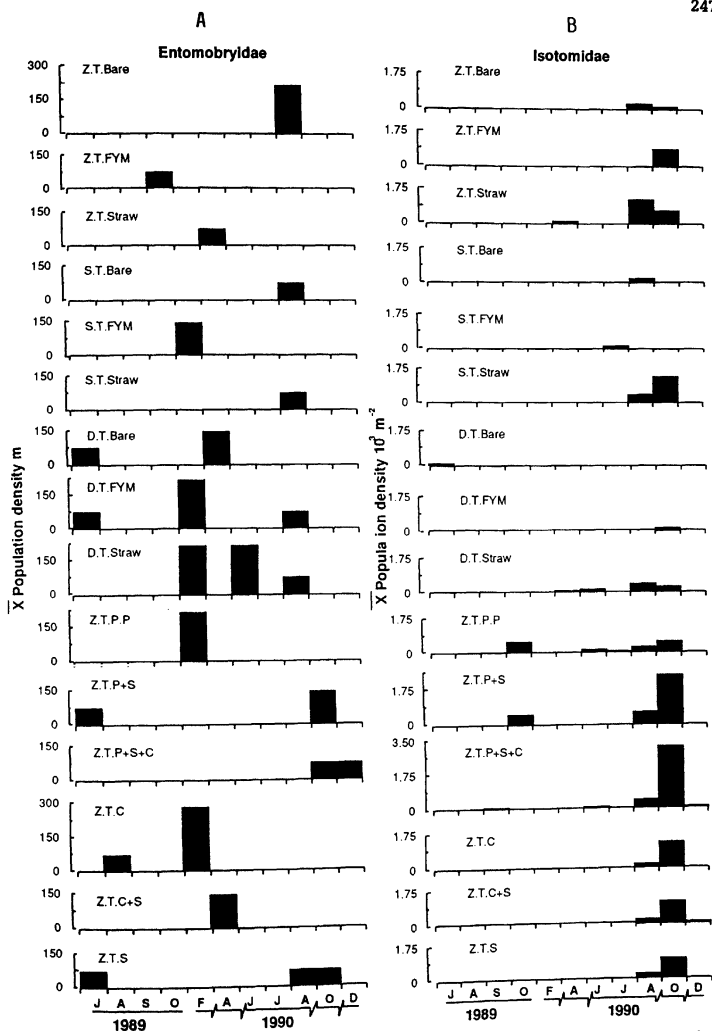 247
A
Entomobryidae
300
150
0
Z.T.Bare
150
0
Z.T.FYM
150
0
Z.T.Straw
150
0
S.T.Bare
150
0
S.T.FYM
150
0
S.T.Straw
150
0
D.T.Bare
150
0
D.T.FYM
150
0
D.T.Straw
150
0
Z.T.P.P
150
0
Z.T.P+S
150
0
Z.T.P+S+C
300
150
0
Z.T.C
150
0
Z.T.C+S
150
0
Z.T.S
X Population density m
J A S O F A J J A O D
1989 1990
B
Isotomidae
1.75
0
Z.T.Bare
1.75
0
Z.T.FYM
1.75
0
Z.T.Straw
1.75
0
S.T.Bare
1.75
0
S.T.FYM
1.75
0
S.T.Straw
1.75
0
D.T.Bare
1.75
0
D.T.FYM
1.75
0
D.T.Straw
1.75
0
Z.T.P.P
1.75
0
Z.T.P+S
3.50
1.75
0
Z.T.P+S+C
1.75
0
Z.T.C
1.75
0
Z.T.C+S
1.75
0
Z.T.S
X Popula ion density 10³ m⁻²
J A S O F A J J A O D
1989 1990